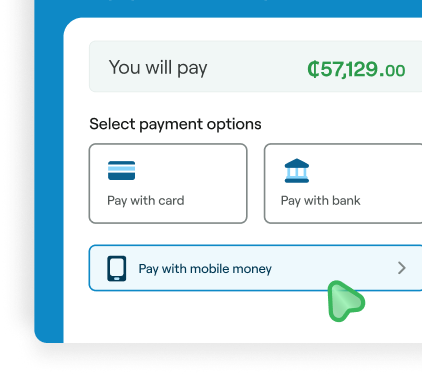 You will pay
₵57,129.00
Select payment options
Pay with card
Pay with bank
Pay with mobile money